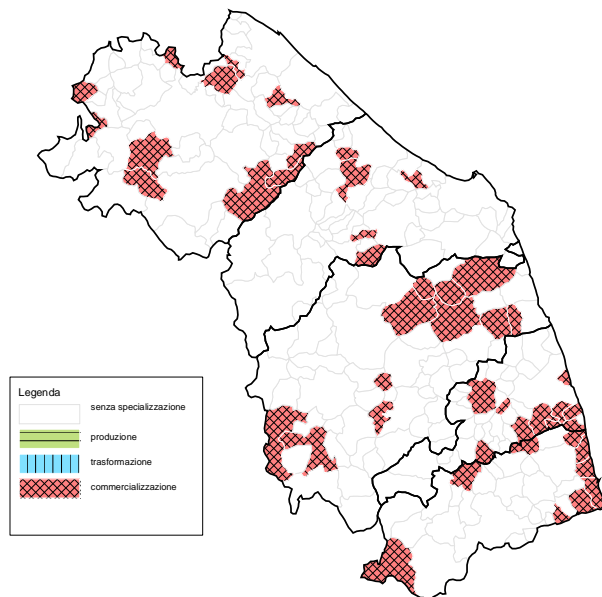 Legenda
senza specializzazione
produzione
trasformazione
commercializzazione